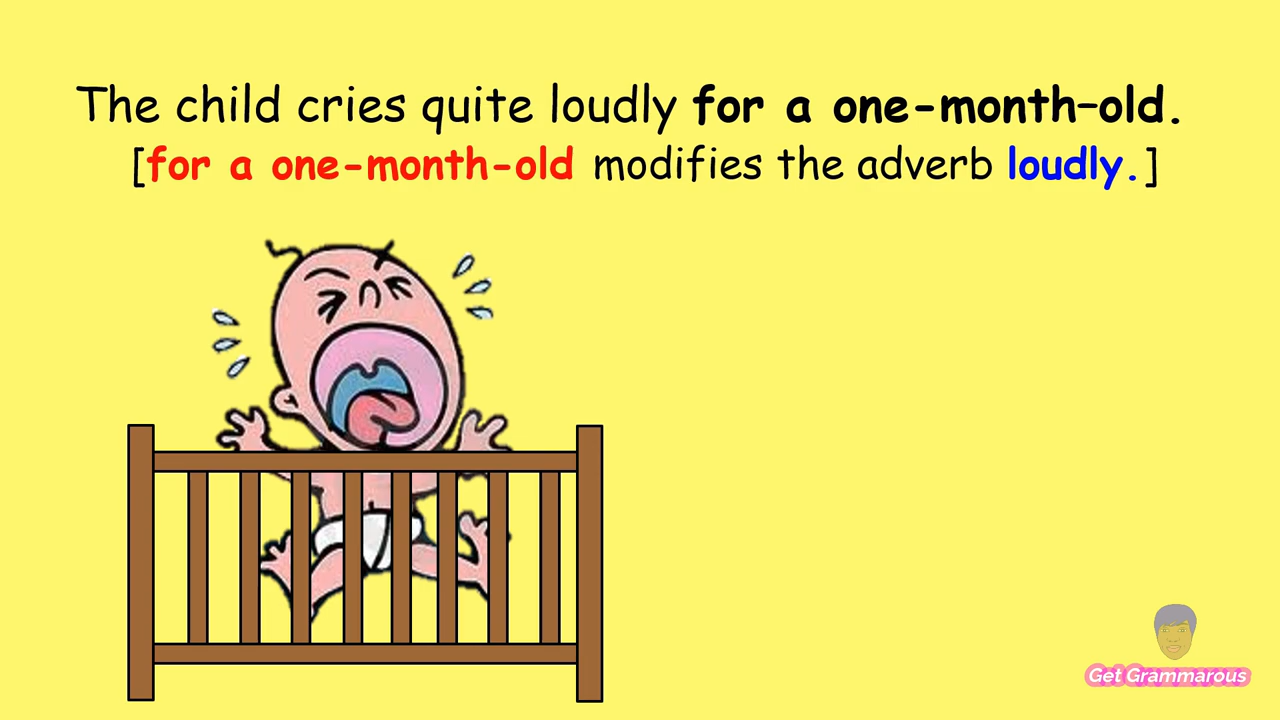 The child cries quite loudly for a one-month–old.
[for a one-month-old modifies the adverb loudly.]
Get Grammarous